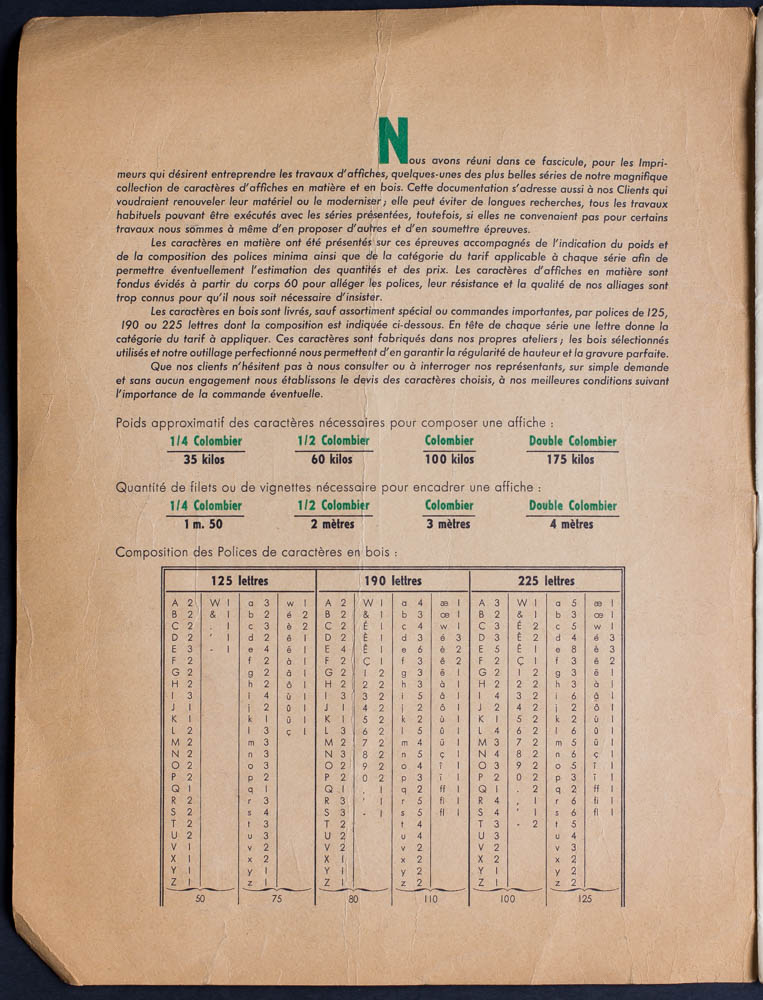 Nous avons réuni dans ce fascicule, pour les Impri-
meurs qui désirent entreprendre les travaux d'affiches, quelques-unes des plus belles séries de notre magnifique
collection de caractères d'affiches en matière et en bois. Cette documentation s'adresse aussi à nos Clients qui
voudraient renouveler leur matériel ou le moderniser; elle peut éviter de longues recherches, tous les travaux
habituels pouvant être exécutés avec les séries présentées, toutefois, si elles ne convenaient pas pour certains
travaux nous sommes à même d'en proposer d'autres et d'en soumettre épreuves.
Les caractères en matière ont été présentés sur ces épreuves accompagnés de l'indication du poids et
de la composition des polices minima ainsi que de la catégorie du tarif applicable à chaque série afin de
permettre éventuellement l'estimation des quantités et des prix. Les caractères d'affiches en matière sont
fondus évidés à partir du corps 60 pour alléger les polices, leur résistance et la qualité de nos alliages sont
trop connus pour qu'il nous soit nécessaire d'insister.
Les caractères en bois sont livrés, sauf assortiment spécial ou commandes importantes, par polices de 125,
190 ou 225 lettres dont la composition est indiquée ci-dessous. En tête de chaque série une lettre donne la
catégorie du tarif à appliquer. Ces caractères sont fabriqués dans nos propres ateliers; les bois sélectionnés
utilisés et notre outillage perfectionné nous permettent d'en garantir la régularité de hauteur et la gravure parfaite.
Que nos clients n'hésitent pas à nous consulter ou à interroger nos représentants, sur simple demande
et sans aucun engagement nous établissons le devis des caractères choisis, à nos meilleures conditions suivant
l'importance de la commande éventuelle.
Poids approximatif des caractères nécessaires pour composer une affiche :
1/4 Colombier 1/2 Colombier Colombier Double Colombier
35 kilos 60 kilos 100 kilos 175 kilos
Quantité de filets ou de vignettes nécessaire pour encadrer une affiche :
1/4 Colombier 1/2 Colombier Colombier Double Colombier
1 m. 50 2 mètres 3 mètres 4 mètres
Composition des Polices de caractères en bois :
125 lettres 190 lettres 225 lettres
A 2 W 1 a 3 w 1 A 2 W 1 a 4 æ 1 A 3 W 1 a 5 æ 1
B 2 & 1 b 2 é 2 B 2 & 1 b 3 œ 1 B 2 & 1 b 3 œ 1
C 2 . 1 c 3 è 2 C 2 É 1 c 4 w 1 C 3 É 2 c 5 w 1
D 2 ' 1 d 2 ê 1 D 2 È 1 d 3 é 3 D 3 È 2 d 4 é 3
E 3 - 1 e 4 ë 1 E 4 Ê 1 e 6 è 2 E 5 Ê 1 e 8 è 3
F 2 f 2 à 1 F 2 Ç 1 f 3 ê 2 F 2 Ç 1 f 3 ê 2
G 2 g 2 â 1 G 2 1 2 g 3 ë 1 G 2 1 2 g 3 ë 1
H 2 h 2 ô 1 H 2 2 2 h 3 à 1 H 2 2 2 h 3 à 1
I 3 i 4 ù 1 I 3 3 2 i 5 â 1 I 4 3 2 i 6 â 1
J 1 j 2 û 1 J 1 4 2 j 2 ô 1 J 2 4 2 j 2 ô 1
K 1 k 1 ü 1 K 1 5 2 k 2 ù 1 K 1 5 2 k 2 ù 1
L 2 l 3 ç 1 L 3 6 2 l 5 û 1 L 4 6 2 l 6 û 1
M 2 m 3 M 2 7 2 m 4 ü 1 M 3 7 2 m 5 ü 1
N 2 n 3 N 3 8 2 n 5 ç 1 N 4 8 2 n 6 ç 1
O 2 o 3 O 2 9 2 o 4 î 1 O 3 9 2 o 5 î 1
P 2 p 2 P 2 0 2 p 3 ï 1 P 2 0 2 p 3 ï 1
Q 1 q 1 Q 1 . 1 q 2 ff 1 Q 1 . 2 q 2 ff 1
R 2 r 3 R 3 ' 1 r 5 fi 1 R 4 , 1 r 6 fi 1
S 2 s 4 S 3 - 1 s 5 fl 1 S 4 ' 1 s 6 fl 1
T 2 t 3 T 2 t 4 T 3 - 2 t 5
U 2 u 3 U 2 u 4 U 3 u 4
V 1 v 2 V 2 v 2 V 2 v 3
X 1 x 2 X 1 x 2 X 2 x 2
Y 1 y 1 Y 1 y 2 Y 1 y 2
Z 1 z 1 Z 1 z 2 Z 1 z 2
50 75 80 110 100 125